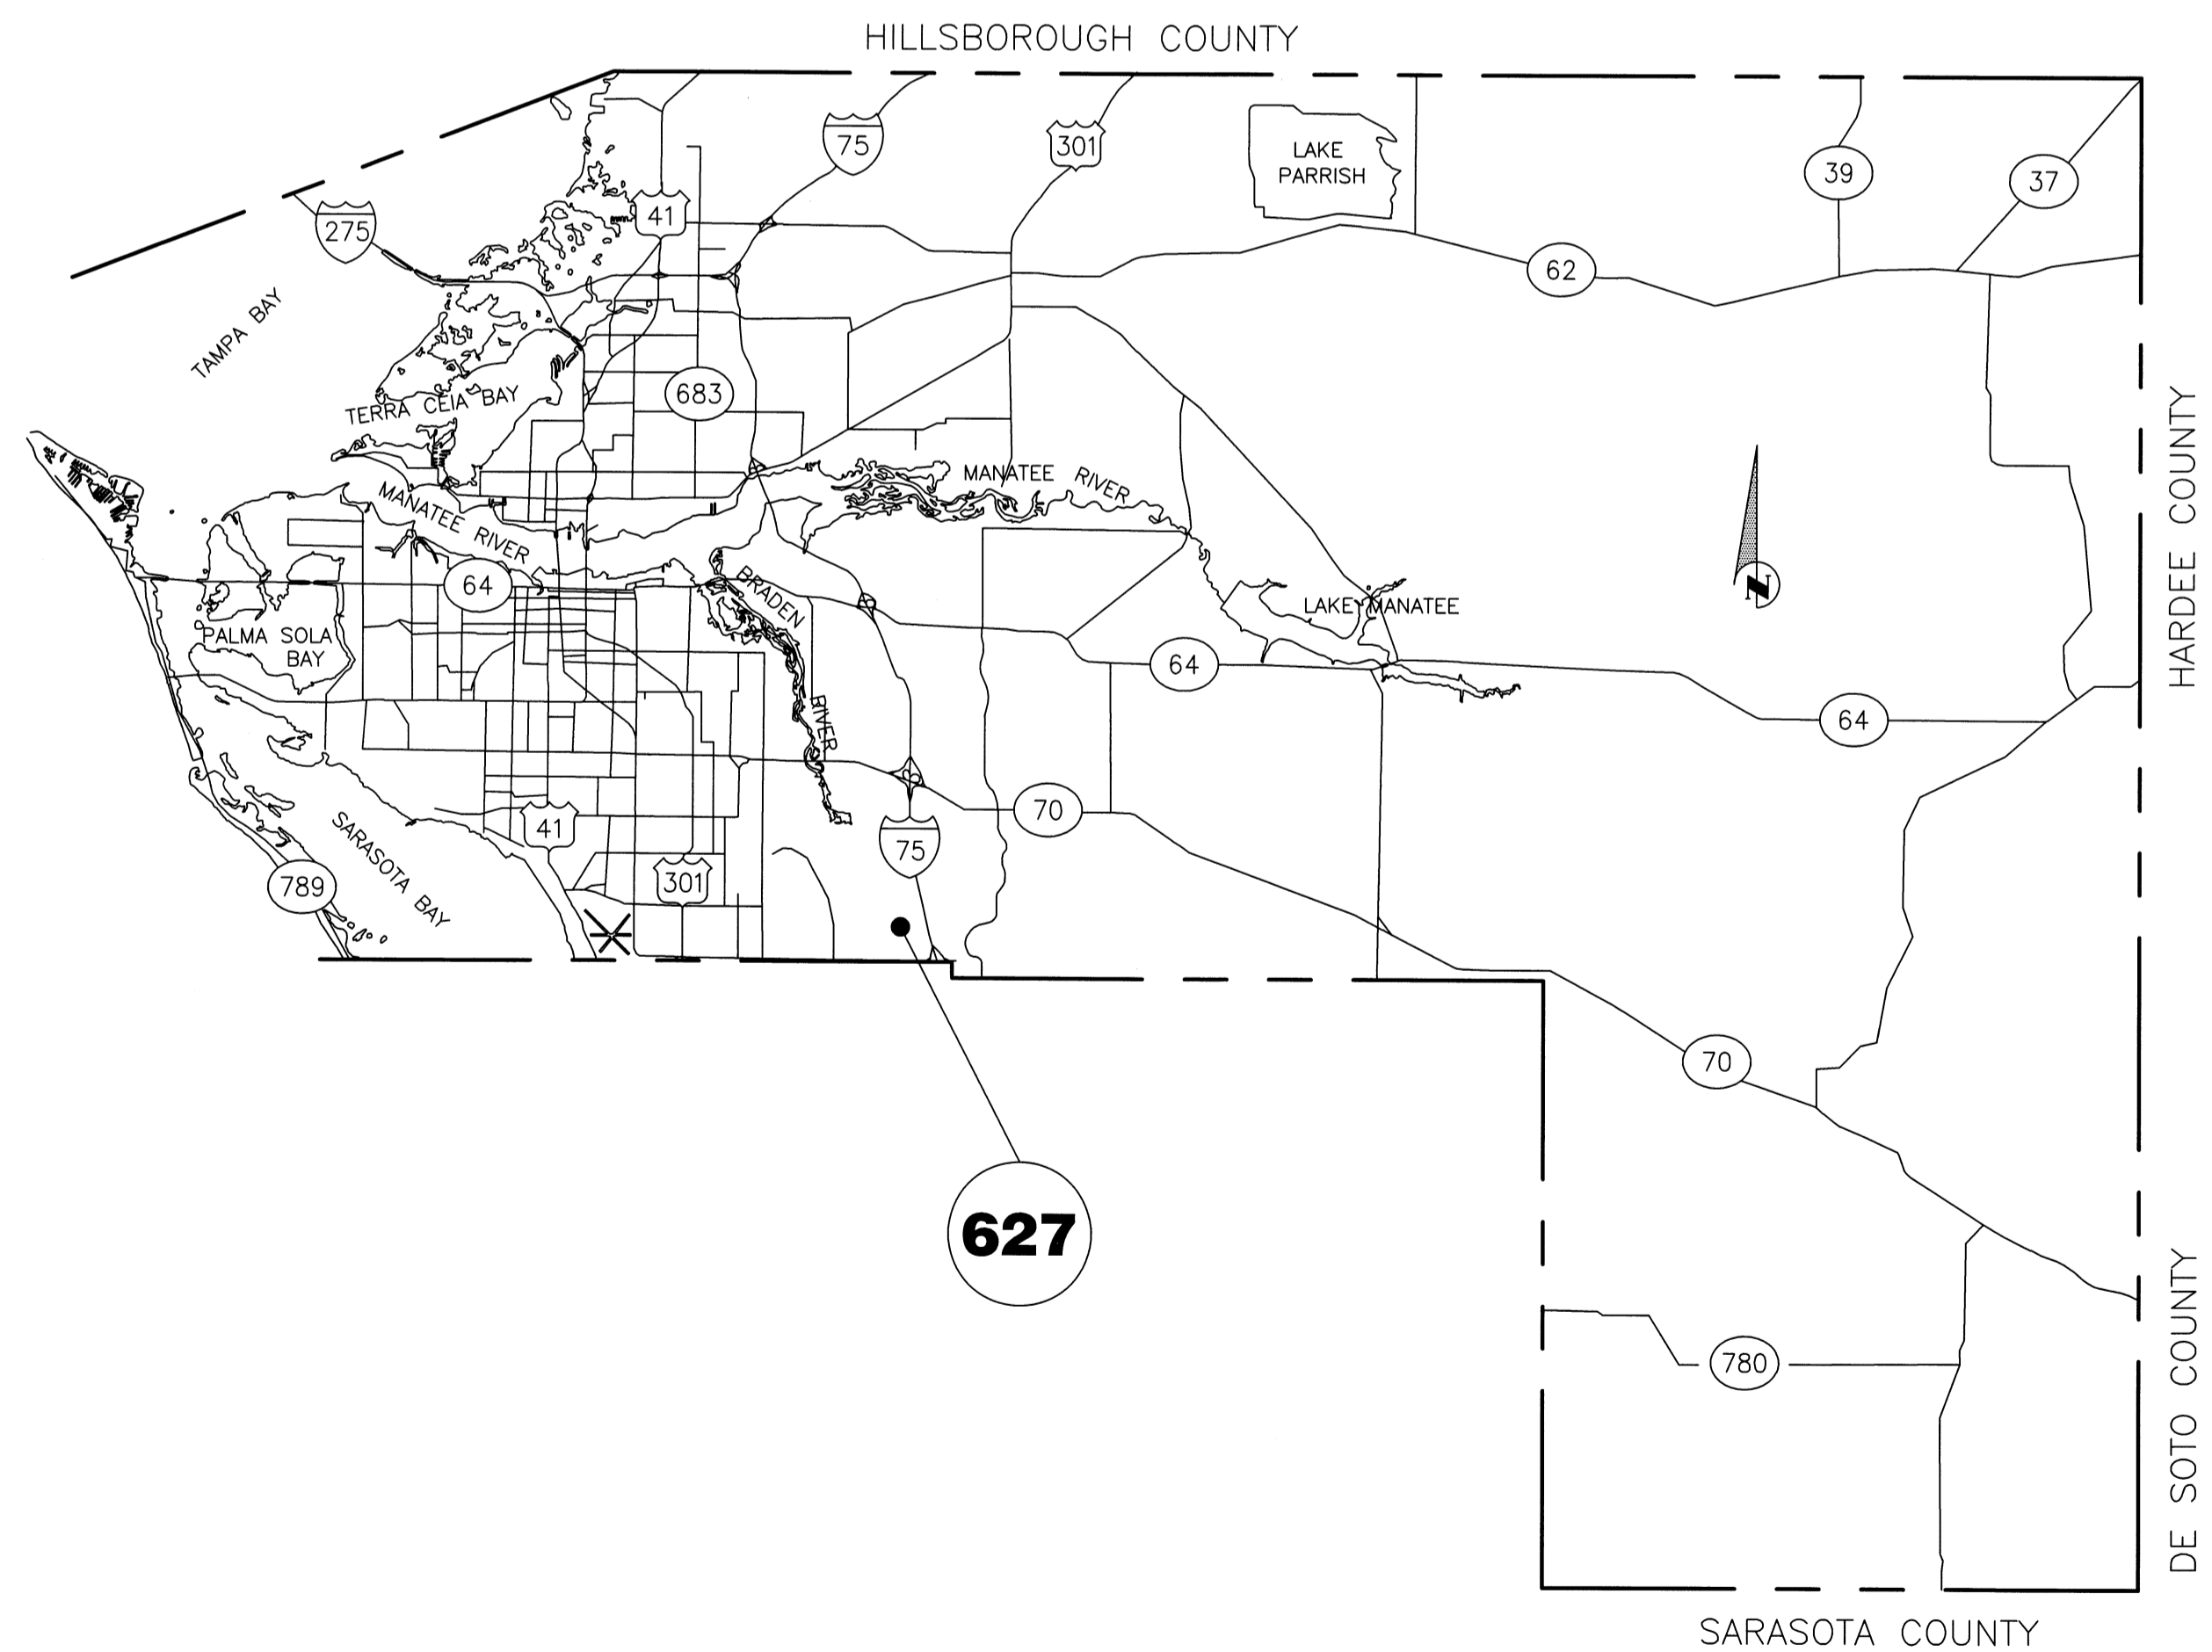 HILLSBOROUGH COUNTY
75
301
LAKE
PARRISH
39
37
41
275
62
TAMPA BAY
683
TERRA CEIA BAY
HARDEE COUNTY
MANATEE RIVER
MANATEE RIVER
64
BRADEN
RIVER
N
LAKE MANATEE
PALMA SOLA
BAY
64
64
70
41
75
SARASOTA BAY
301
789
70
627
780
DE SOTO COUNTY
SARASOTA COUNTY